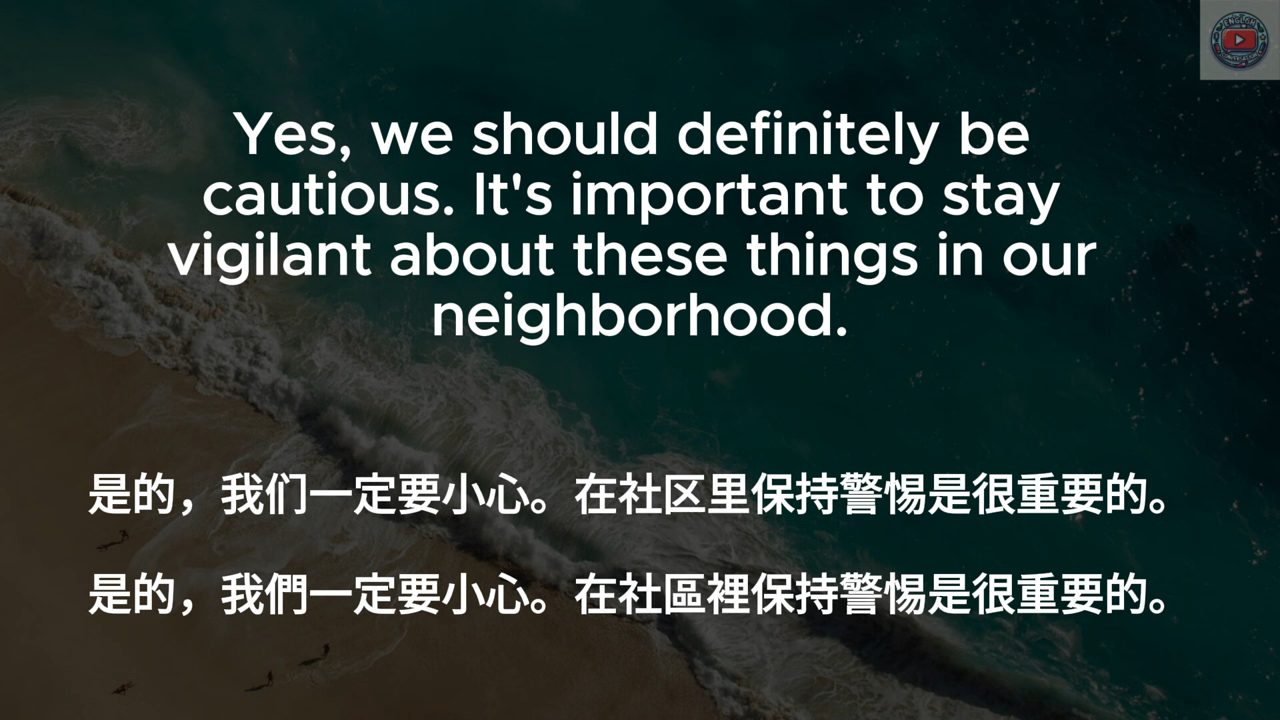 Yes, we should definitely be
cautious. It's important to stay
vigilant about these things in our
neighborhood.
是的，我们一定要小心。在社区里保持警惕是很重要的。
是的，我們一定要小心。在社區裡保持警惕是很重要的。